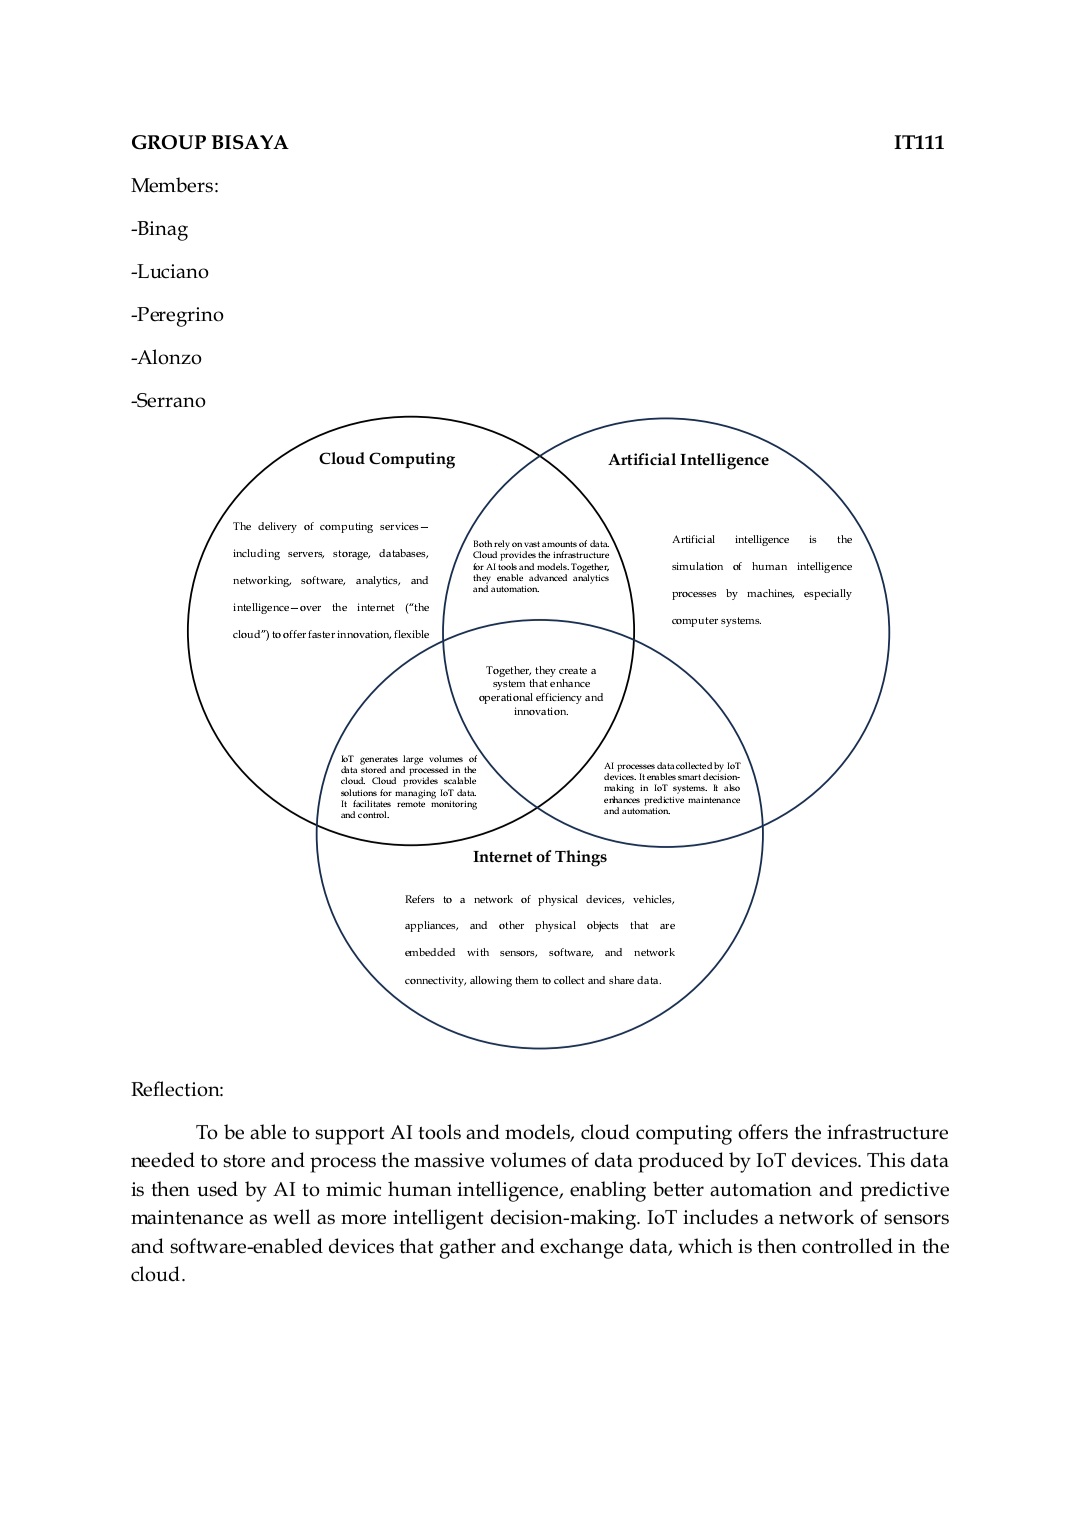 GROUP BISAYA IT111
Members:
-Binag
-Luciano
-Peregrino
-Alonzo
-Serrano
Cloud Computing
The delivery of computing services—
including servers, storage, databases,
networking, software, analytics, and
intelligence—over the internet (“the
cloud”) to offer faster innovation, flexible
Both rely on vast amounts of data.
Cloud provides the infrastructure
for AI tools and models. Together,
they enable advanced analytics
and automation.
Artificial Intelligence
Artificial intelligence is the
simulation of human intelligence
processes by machines, especially
computer systems.
Together, they create a
system that enhance
operational efficiency and
innovation.
IoT generates large volumes of
data stored and processed in the
cloud. Cloud provides scalable
solutions for managing IoT data.
It facilitates remote monitoring
and control.
AI processes data collected by IoT
devices. It enables smart decision-
making in IoT systems. It also
enhances predictive maintenance
and automation.
Internet of Things
Refers to a network of physical devices, vehicles,
appliances, and other physical objects that are
embedded with sensors, software, and network
connectivity, allowing them to collect and share data.
Reflection:
To be able to support AI tools and models, cloud computing offers the infrastructure
needed to store and process the massive volumes of data produced by IoT devices. This data
is then used by AI to mimic human intelligence, enabling better automation and predictive
maintenance as well as more intelligent decision-making. IoT includes a network of sensors
and software-enabled devices that gather and exchange data, which is then controlled in the
cloud.